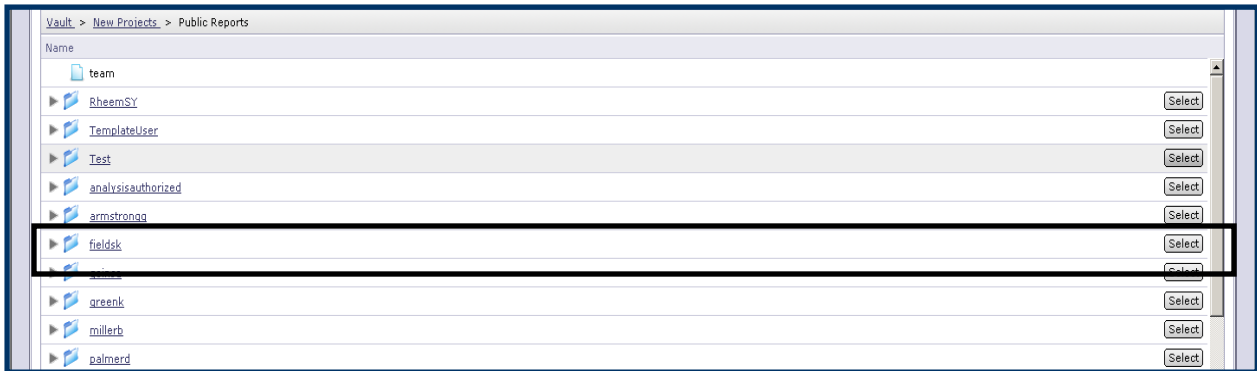 Vault > New Projects > Public Reports
Name
team
RheemSY Select
TemplateUser Select
Test Select
analysisauthorized Select
armstrongg Select
fieldsk Select
Select
greenk Select
millerb Select
palmerd Select